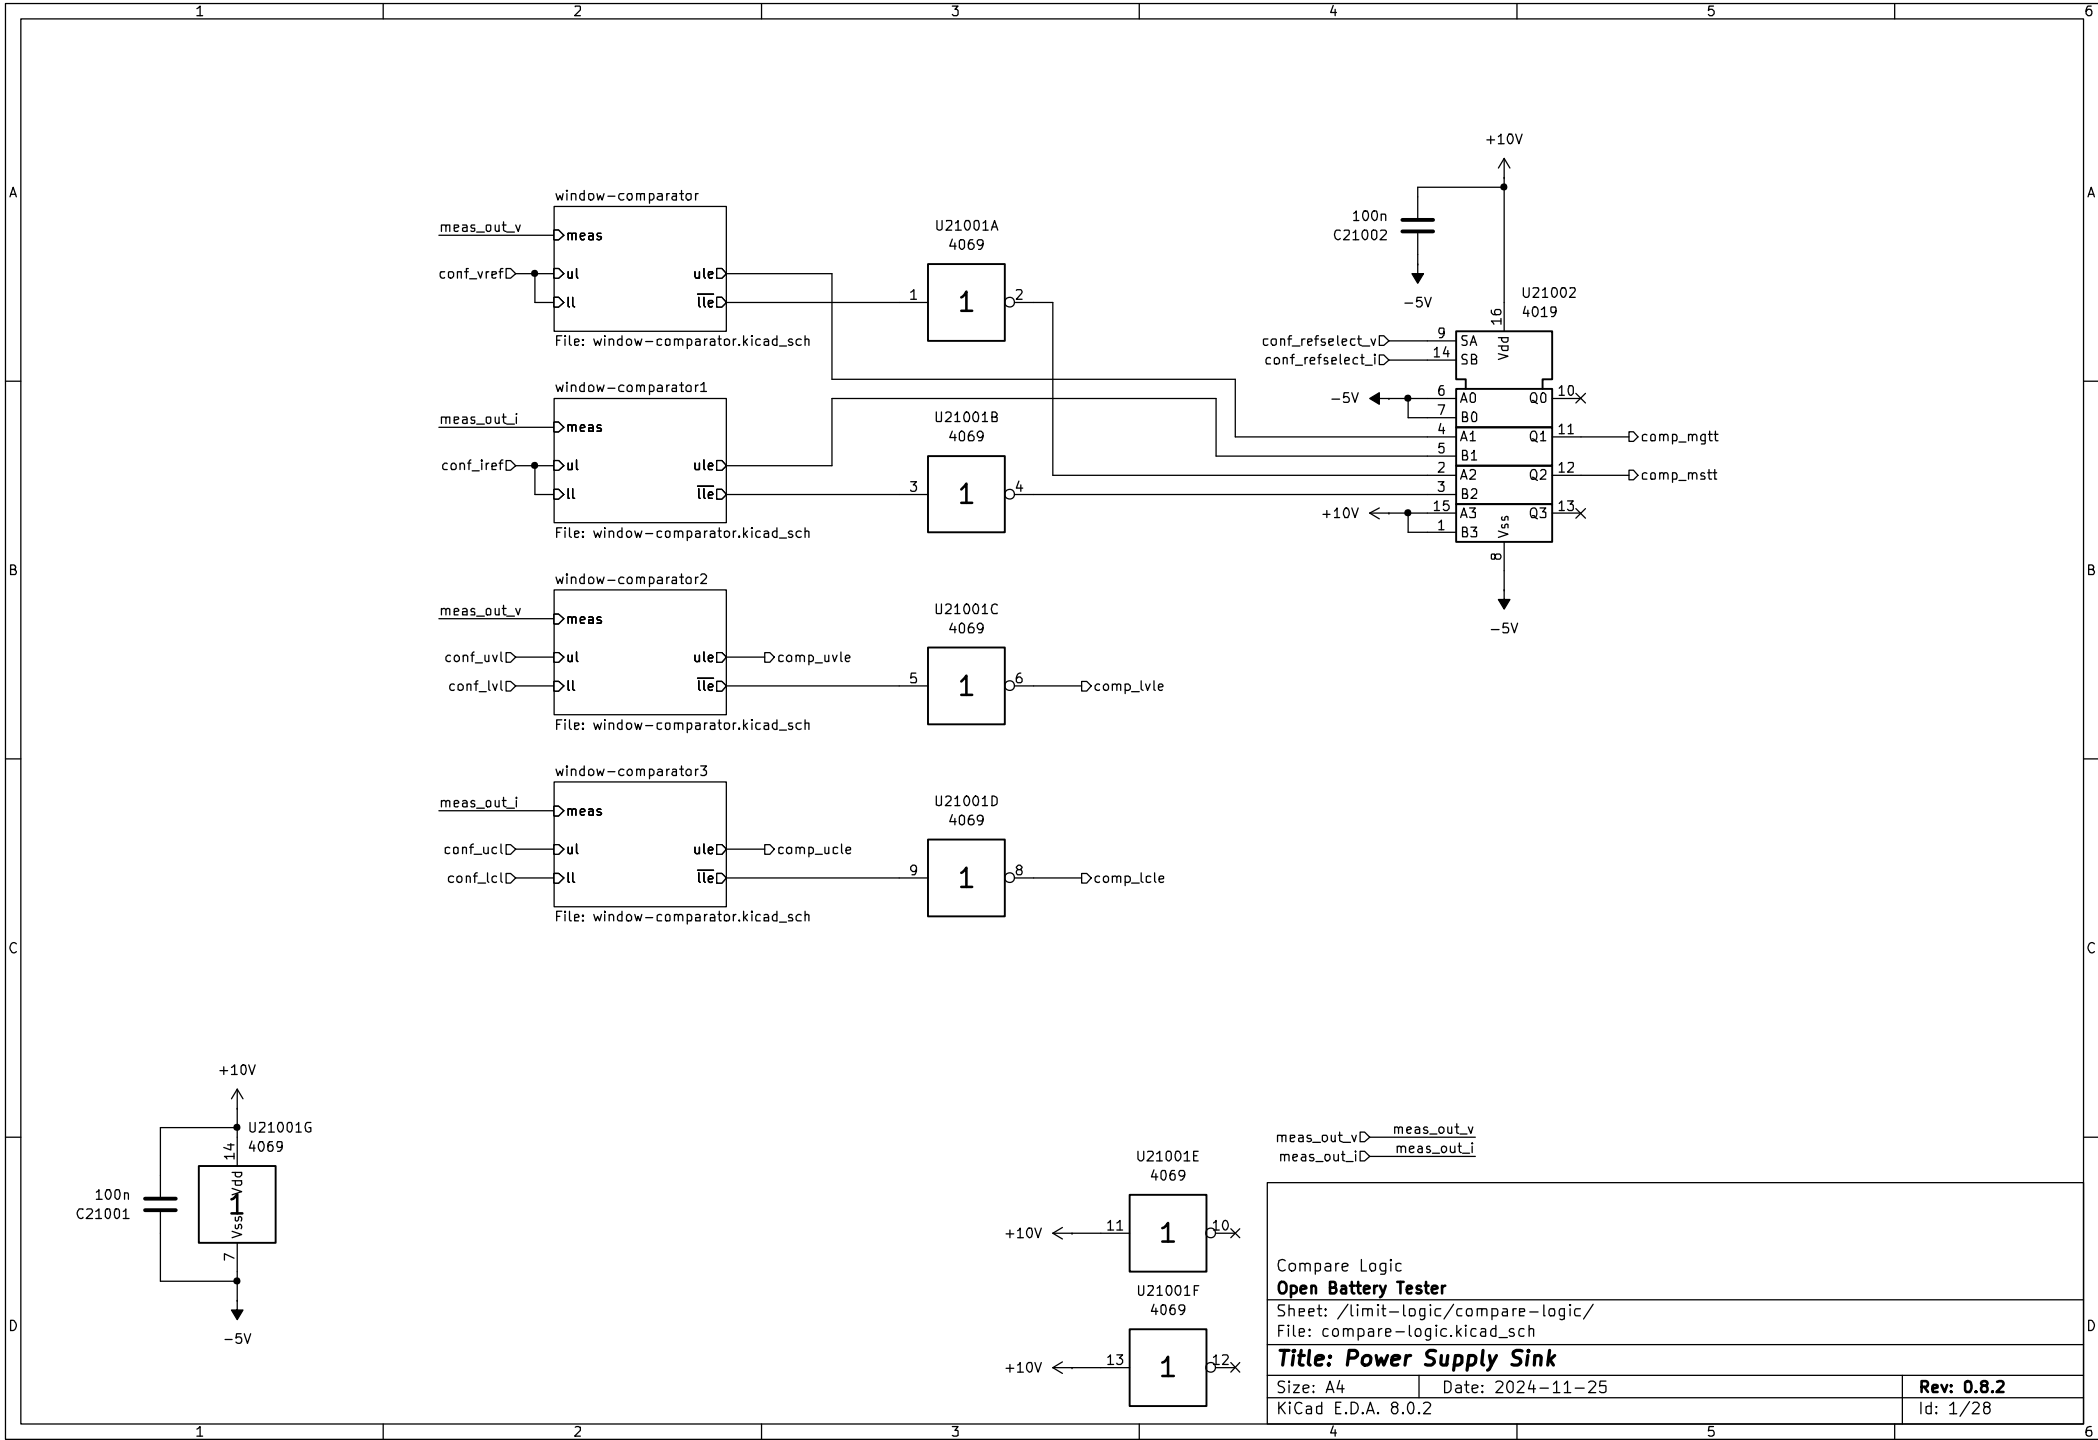 1 2 3 4 5 6
A
B
C
D
A
B
C
D
1 2 3 4 5 6
window-comparator
meas_out_v
meas
conf_vref
ul
ll
ule
lle
File: window-comparator.kicad_sch
U21001A
4069
1
1
2
window-comparator1
meas_out_i
meas
conf_iref
ul
ll
ule
lle
File: window-comparator.kicad_sch
U21001B
4069
3
1
4
window-comparator2
meas_out_v
meas
conf_uvl
ul
conf_lvl
ll
ule
comp_uvle
lle
File: window-comparator.kicad_sch
U21001C
4069
5
1
6
comp_lvle
window-comparator3
meas_out_i
meas
conf_ucl
ul
conf_lcl
ll
ule
comp_ucle
lle
File: window-comparator.kicad_sch
U21001D
4069
9
1
8
comp_lcle
+10V
100n
C21002
-5V
U21002
4019
16
Vdd
conf_refselect_v
9
SA
conf_refselect_i
14
SB
-5V
6
A0
Q0
10
7
B0
4
A1
Q1
11
comp_mgtt
5
B1
2
A2
Q2
12
comp_mstt
3
B2
+10V
15
A3
Q3
13
1
B3
Vss
8
-5V
+10V
U21001G
4069
14
Vdd
1
Vss
7
100n
C21001
-5V
U21001E
4069
+10V
11
1
10
U21001F
4069
+10V
13
1
12
meas_out_v
meas_out_v
meas_out_i
meas_out_i
Compare Logic
Open Battery Tester
Sheet: /limit-logic/compare-logic/
File: compare-logic.kicad_sch
Title: Power Supply Sink
Size: A4
Date: 2024-11-25
Rev: 0.8.2
KiCad E.D.A. 8.0.2
Id: 1/28